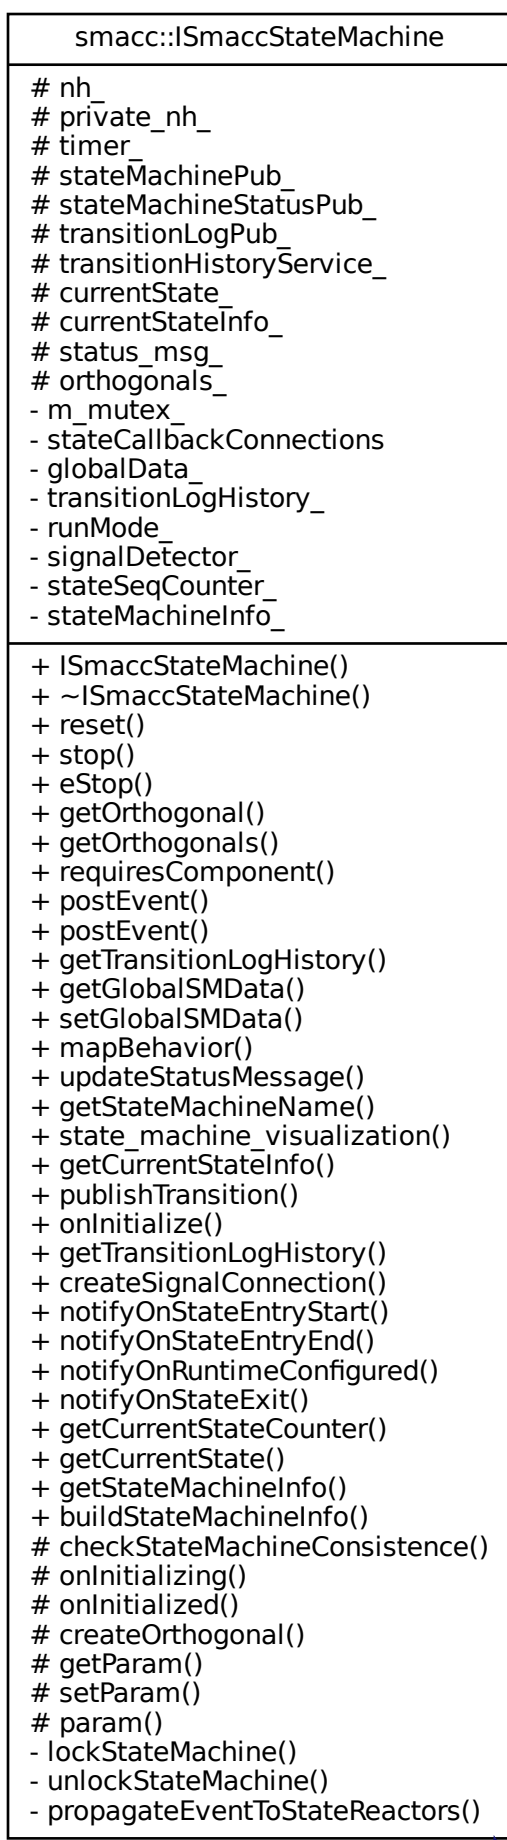 smacc::ISmaccStateMachine
# nh_
# private_nh_
# timer_
# stateMachinePub_
# stateMachineStatusPub_
# transitionLogPub_
# transitionHistoryService_
# currentState_
# currentStateInfo_
# status_msg_
# orthogonals_
- m_mutex_
- stateCallbackConnections
- globalData_
- transitionLogHistory_
- runMode_
- signalDetector_
- stateSeqCounter_
- stateMachineInfo_
+ ISmaccStateMachine()
+ ~ISmaccStateMachine()
+ reset()
+ stop()
+ eStop()
+ getOrthogonal()
+ getOrthogonals()
+ requiresComponent()
+ postEvent()
+ postEvent()
+ getTransitionLogHistory()
+ getGlobalSMData()
+ setGlobalSMData()
+ mapBehavior()
+ updateStatusMessage()
+ getStateMachineName()
+ state_machine_visualization()
+ getCurrentStateInfo()
+ publishTransition()
+ onInitialize()
+ getTransitionLogHistory()
+ createSignalConnection()
+ notifyOnStateEntryStart()
+ notifyOnStateEntryEnd()
+ notifyOnRuntimeConfigured()
+ notifyOnStateExit()
+ getCurrentStateCounter()
+ getCurrentState()
+ getStateMachineInfo()
+ buildStateMachineInfo()
# checkStateMachineConsistence()
# onInitializing()
# onInitialized()
# createOrthogonal()
# getParam()
# setParam()
# param()
- lockStateMachine()
- unlockStateMachine()
- propagateEventToStateReactors()